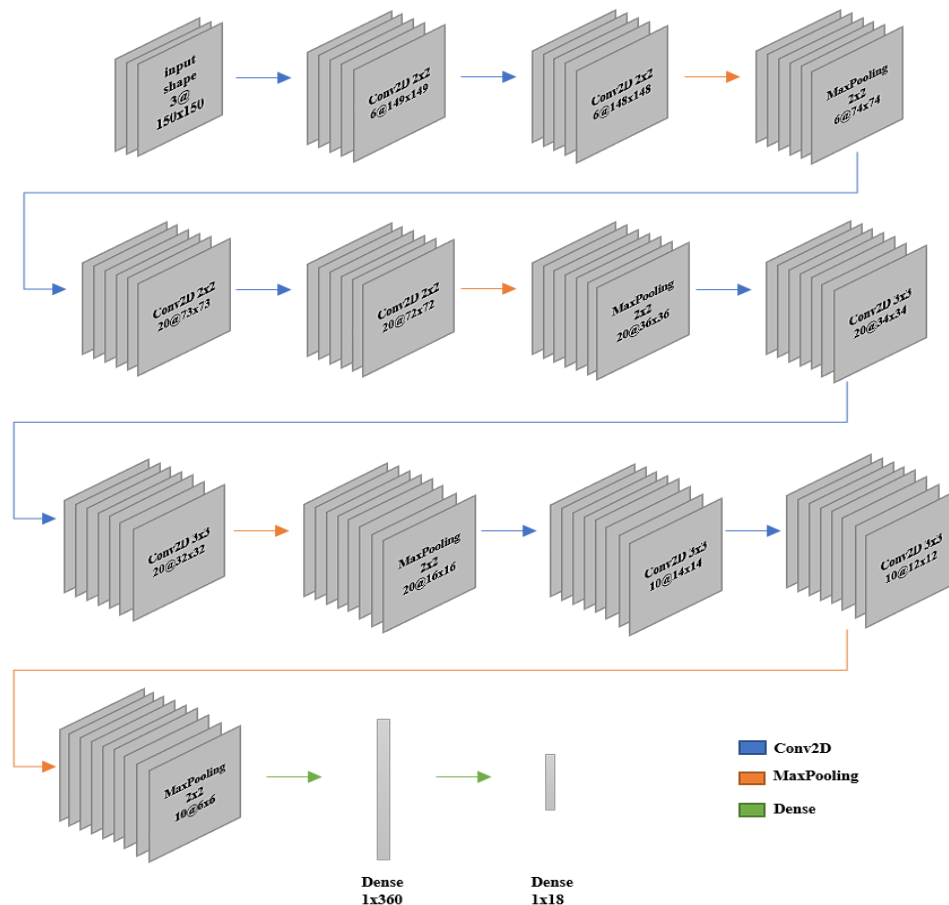 input
shape
3@
150x150
Conv2D 2x2
6@149x149
Conv2D 2x2
6@148x148
MaxPooling
2x2
6@74x74
Conv2D 2x2
20@73x73
Conv2D 2x2
20@72x72
MaxPooling
2x2
20@36x36
Conv2D 3x3
20@34x34
Conv2D 3x3
20@32x32
MaxPooling
2x2
20@16x16
Conv2D 3x3
10@14x14
Conv2D 3x3
10@12x12
MaxPooling
2x2
10@6x6
Conv2D
MaxPooling
Dense
Dense
1x360
Dense
1x18